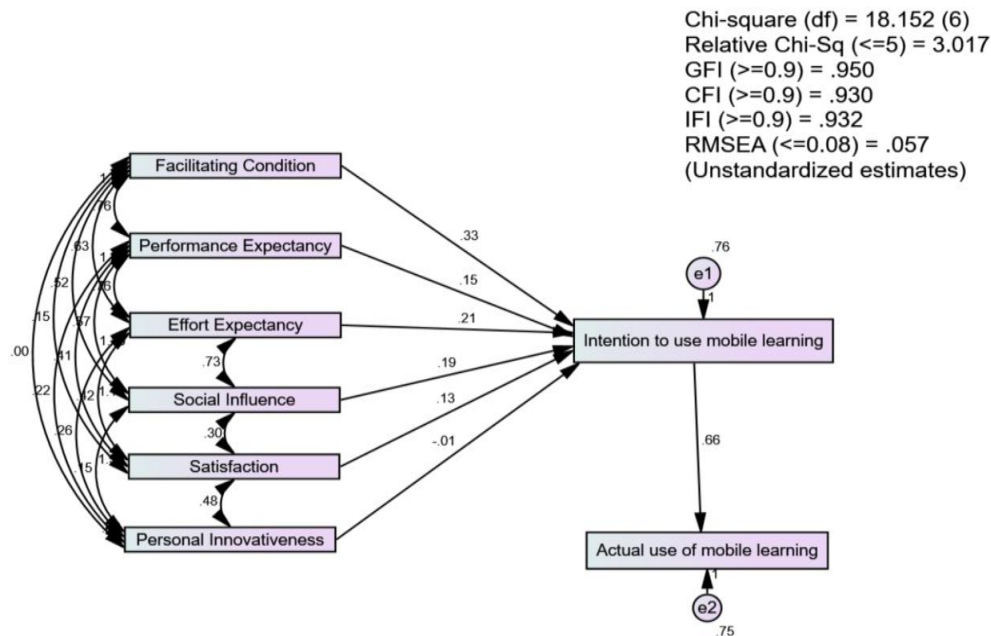 Chi-square (df) = 18.152 (6)
Relative Chi-Sq (<=5) = 3.017
GFI (>=0.9) = .950
CFI (>=0.9) = .930
IFI (>=0.9) = .932
RMSEA (<=0.08) = .057
(Unstandardized estimates)
Facilitating Condition
.76
Performance Expectancy
.63
.33
.76
e1
.15
1
.52
Effort Expectancy
.21
.15
Intention to use mobile learning
.00
.41
.73
.19
.22
Social Influence
.13
.26
.30
-.01
.66
.15
Satisfaction
.48
Personal Innovativeness
Actual use of mobile learning
1
e2
.75